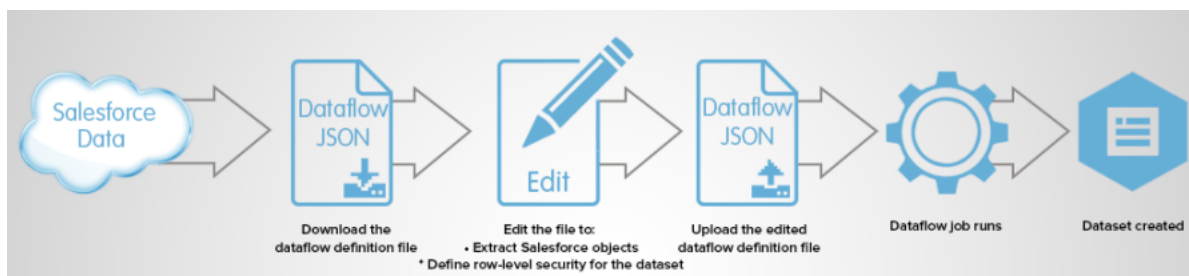 Salesforce
Data
Dataflow
JSON
Download the
dataflow definition file
Edit
Edit the file to:
• Extract Salesforce objects
* Define row-level security for the dataset
Dataflow
JSON
Upload the edited
dataflow definition file
Dataflow job runs
Dataset created